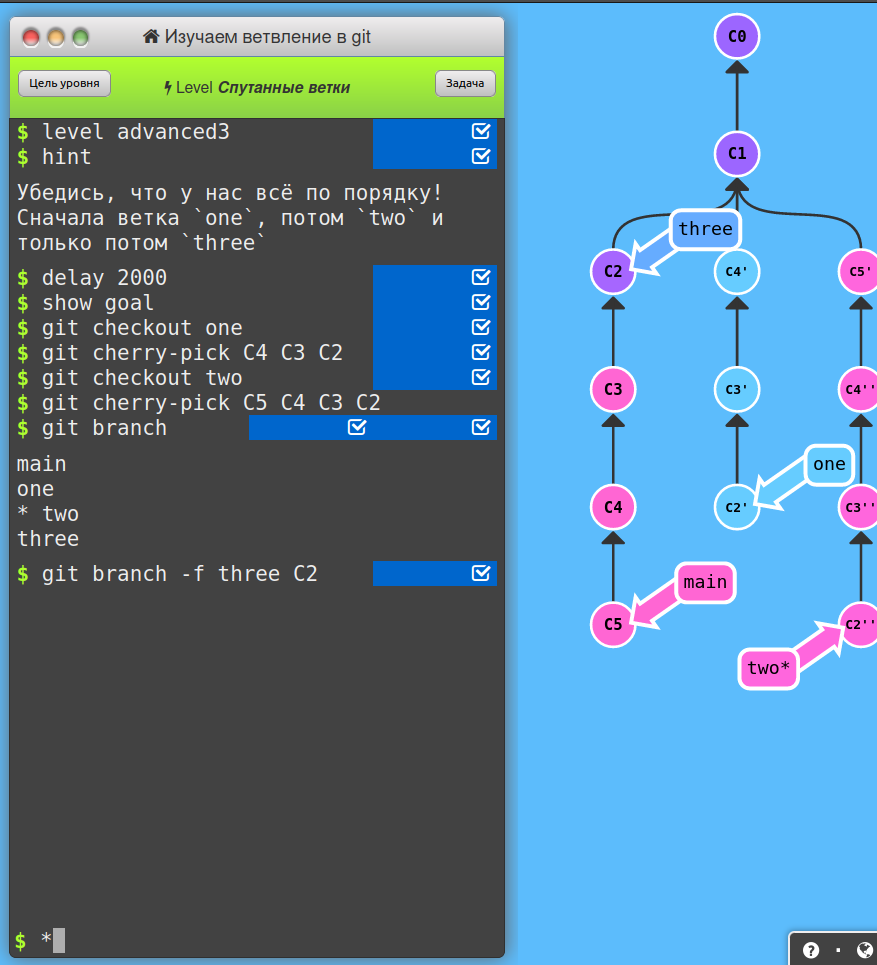 Изучаем ветвление в git
Цель уровня
Level Спутанные ветки
Задача
$ level advanced3
$ hint
Убедись, что у нас всё по порядку!
Сначала ветка `one`, потом `two` и
только потом `three`
$ delay 2000
$ show goal
$ git checkout one
$ git cherry-pick C4 C3 C2
$ git checkout two
$ git cherry-pick C5 C4 C3 C2
$ git branch
main
one
* two
three
$ git branch -f three C2
$ *
C0
C1
three
C2
C4'
C5'
C3
C3'
C4''
one
C4
C2'
C3''
main
C5
C2''
two*